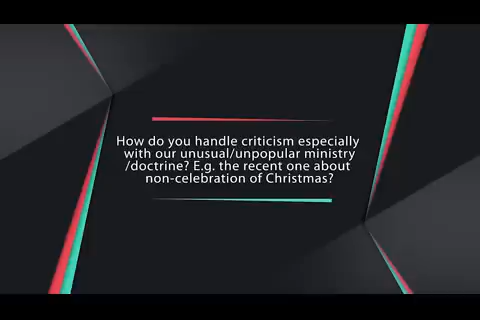 How do you handle criticism especially
with our unusual/unpopular ministry
/doctrine? E.g. the recent one about
non-celebration of Christmas?